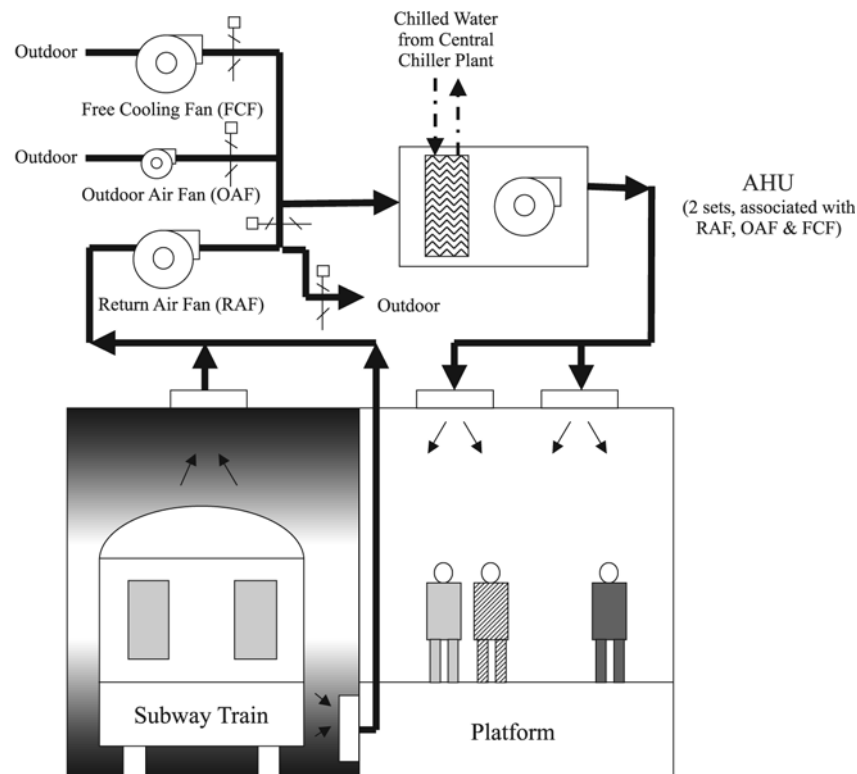 Outdoor
Free Cooling Fan (FCF)
Outdoor
Outdoor Air Fan (OAF)
Return Air Fan (RAF)
Outdoor
Chilled Water
from Central
Chiller Plant
AHU
(2 sets, associated with
RAF, OAF & FCF)
Subway Train
Platform